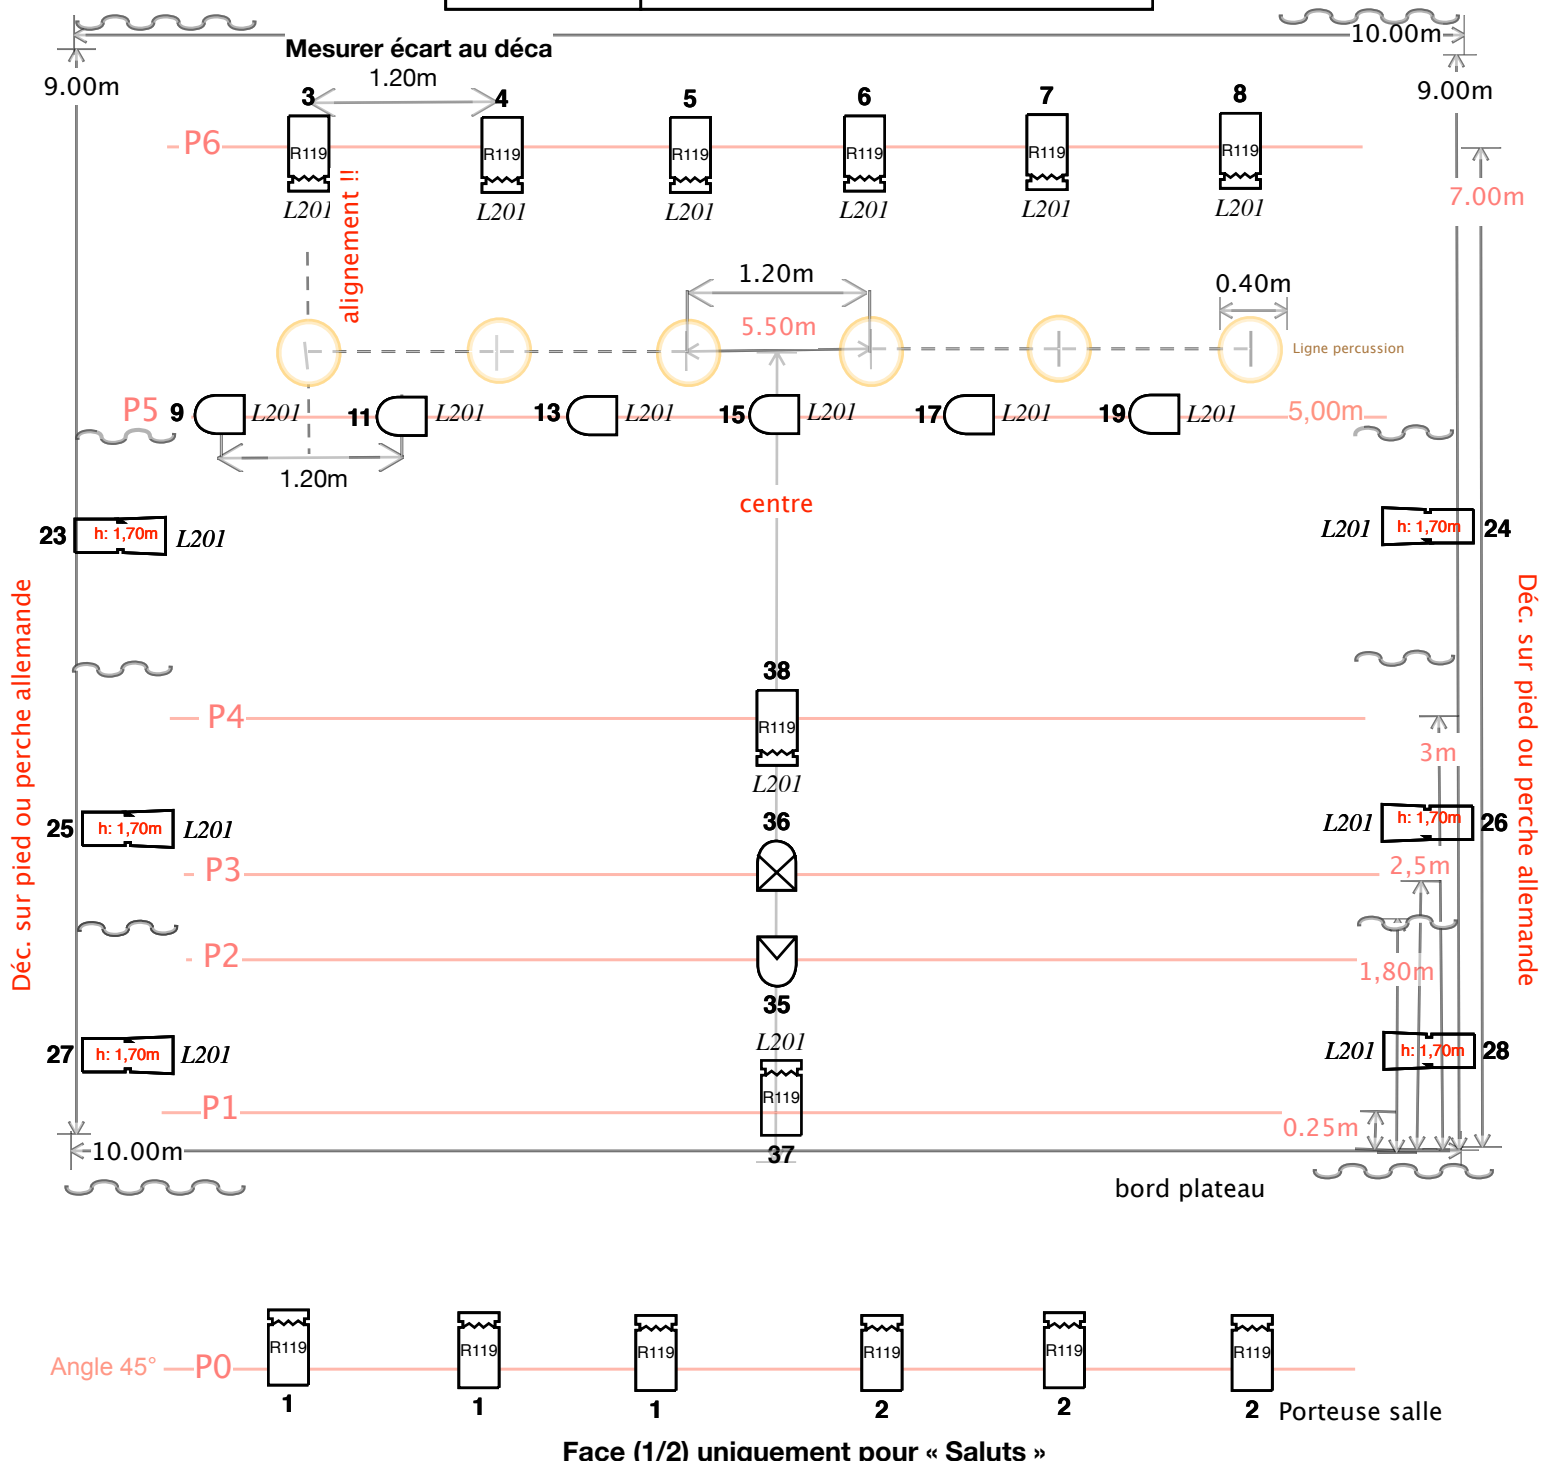 10.00m
Mesurer écart au déca
9.00m
1.20m
9.00m
3 4 5 6 7 8
P6
R119 R119 R119 R119 R119 R119
L201 L201 L201 L201 L201 L201
alignement !!
7.00m
1.20m
0.40m
5.50m
Ligne percussion
P5 9 L201 11 L201 13 L201 15 L201 17 L201 19 L201 5,00m
1.20m
centre
23 h: 1,70m L201
L201 h: 1,70m 24
Déc. sur pied ou perche allemande
Déc. sur pied ou perche allemande
38
P4
R119
3m
L201
25 h: 1,70m L201
36
L201 h: 1,70m 26
P3
2,5m
P2
1,80m
35
L201
27 h: 1,70m L201
L201 h: 1,70m 28
R119
P1
0.25m
10.00m
37
bord plateau
R119 R119 R119 R119 R119 R119
Angle 45° P0
1 1 1 2 2 2 Porteuse salle
Face (1/2) uniquement pour « Saluts »